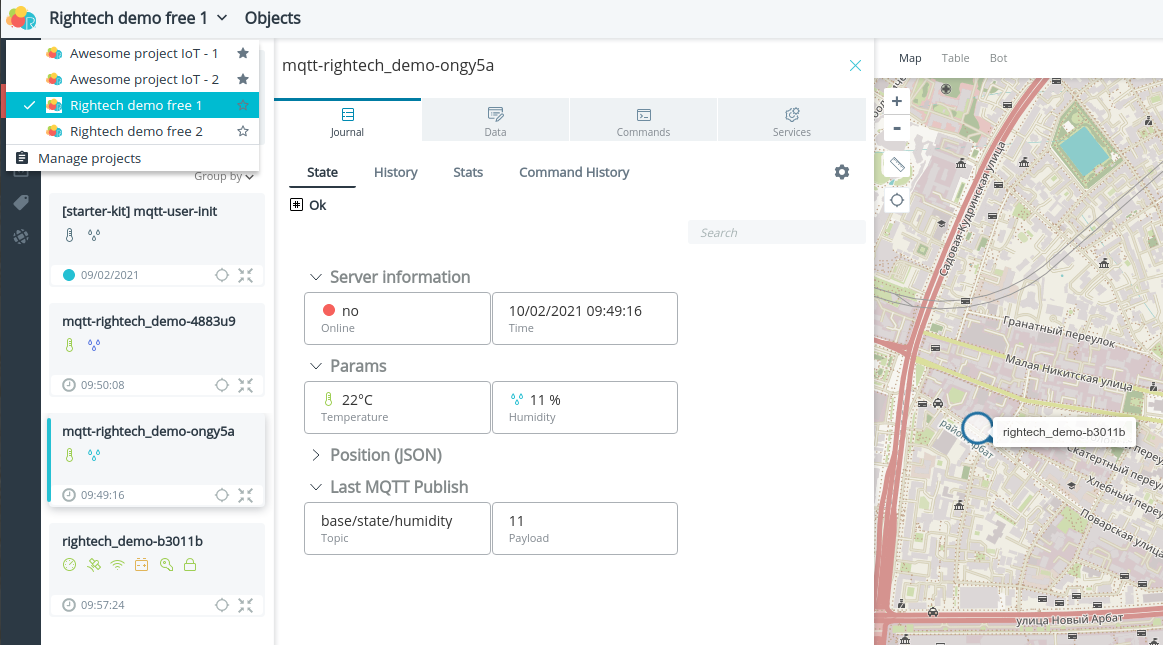 Rightech demo free 1
Objects
Awesome project IoT - 1
Awesome project IoT - 2
Rightech demo free 1
Rightech demo free 2
Manage projects
Group by
[starter-kit] mqtt-user-init
09/02/2021
mqtt-rightech_demo-4883u9
09:50:08
mqtt-rightech_demo-ongy5a
09:49:16
rightech_demo-b3011b
09:57:24
mqtt-rightech_demo-ongy5a
Journal
Data
Commands
Services
State
History
Stats
Command History
Ok
Search
Server information
no
Online
10/02/2021 09:49:16
Time
Params
22°C
Temperature
11 %
Humidity
Position (JSON)
Last MQTT Publish
base/state/humidity
Topic
11
Payload
Map
Table
Bot
+
-
Садовая-Кудринская улица
Гранатный переулок
Малая Никитская улица
rightech_demo-b3011b
район Арбат
Скатертный переулок
Хлебный переулок
Поварская улица
улица Новый Арбат